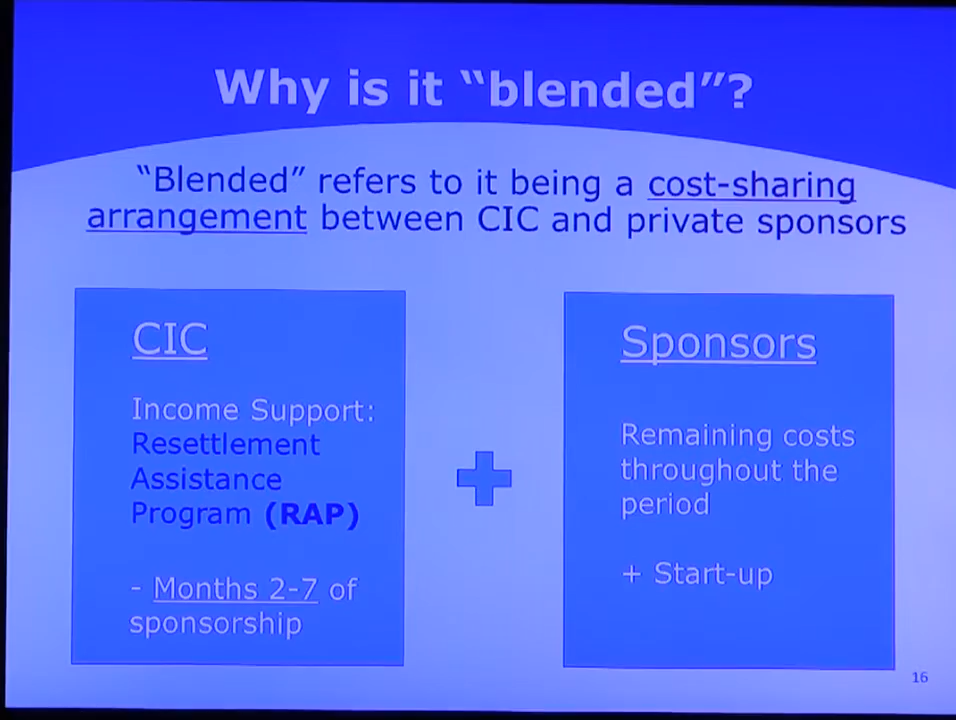 Why is it “blended”?
“Blended” refers to it being a cost-sharing
arrangement between CIC and private sponsors
CIC
Income Support:
Resettlement
Assistance
Program (RAP)
- Months 2-7 of
sponsorship
Sponsors
Remaining costs
throughout the
period
+ Start-up
16